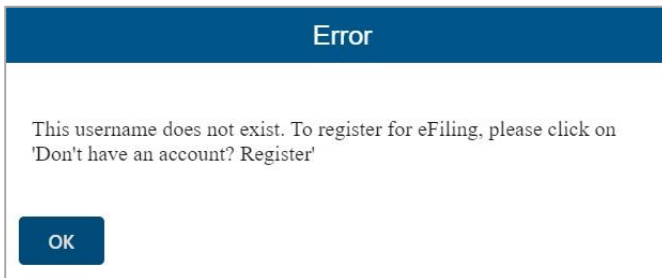 Error
This username does not exist. To register for eFiling, please click on
'Don't have an account? Register'
OK